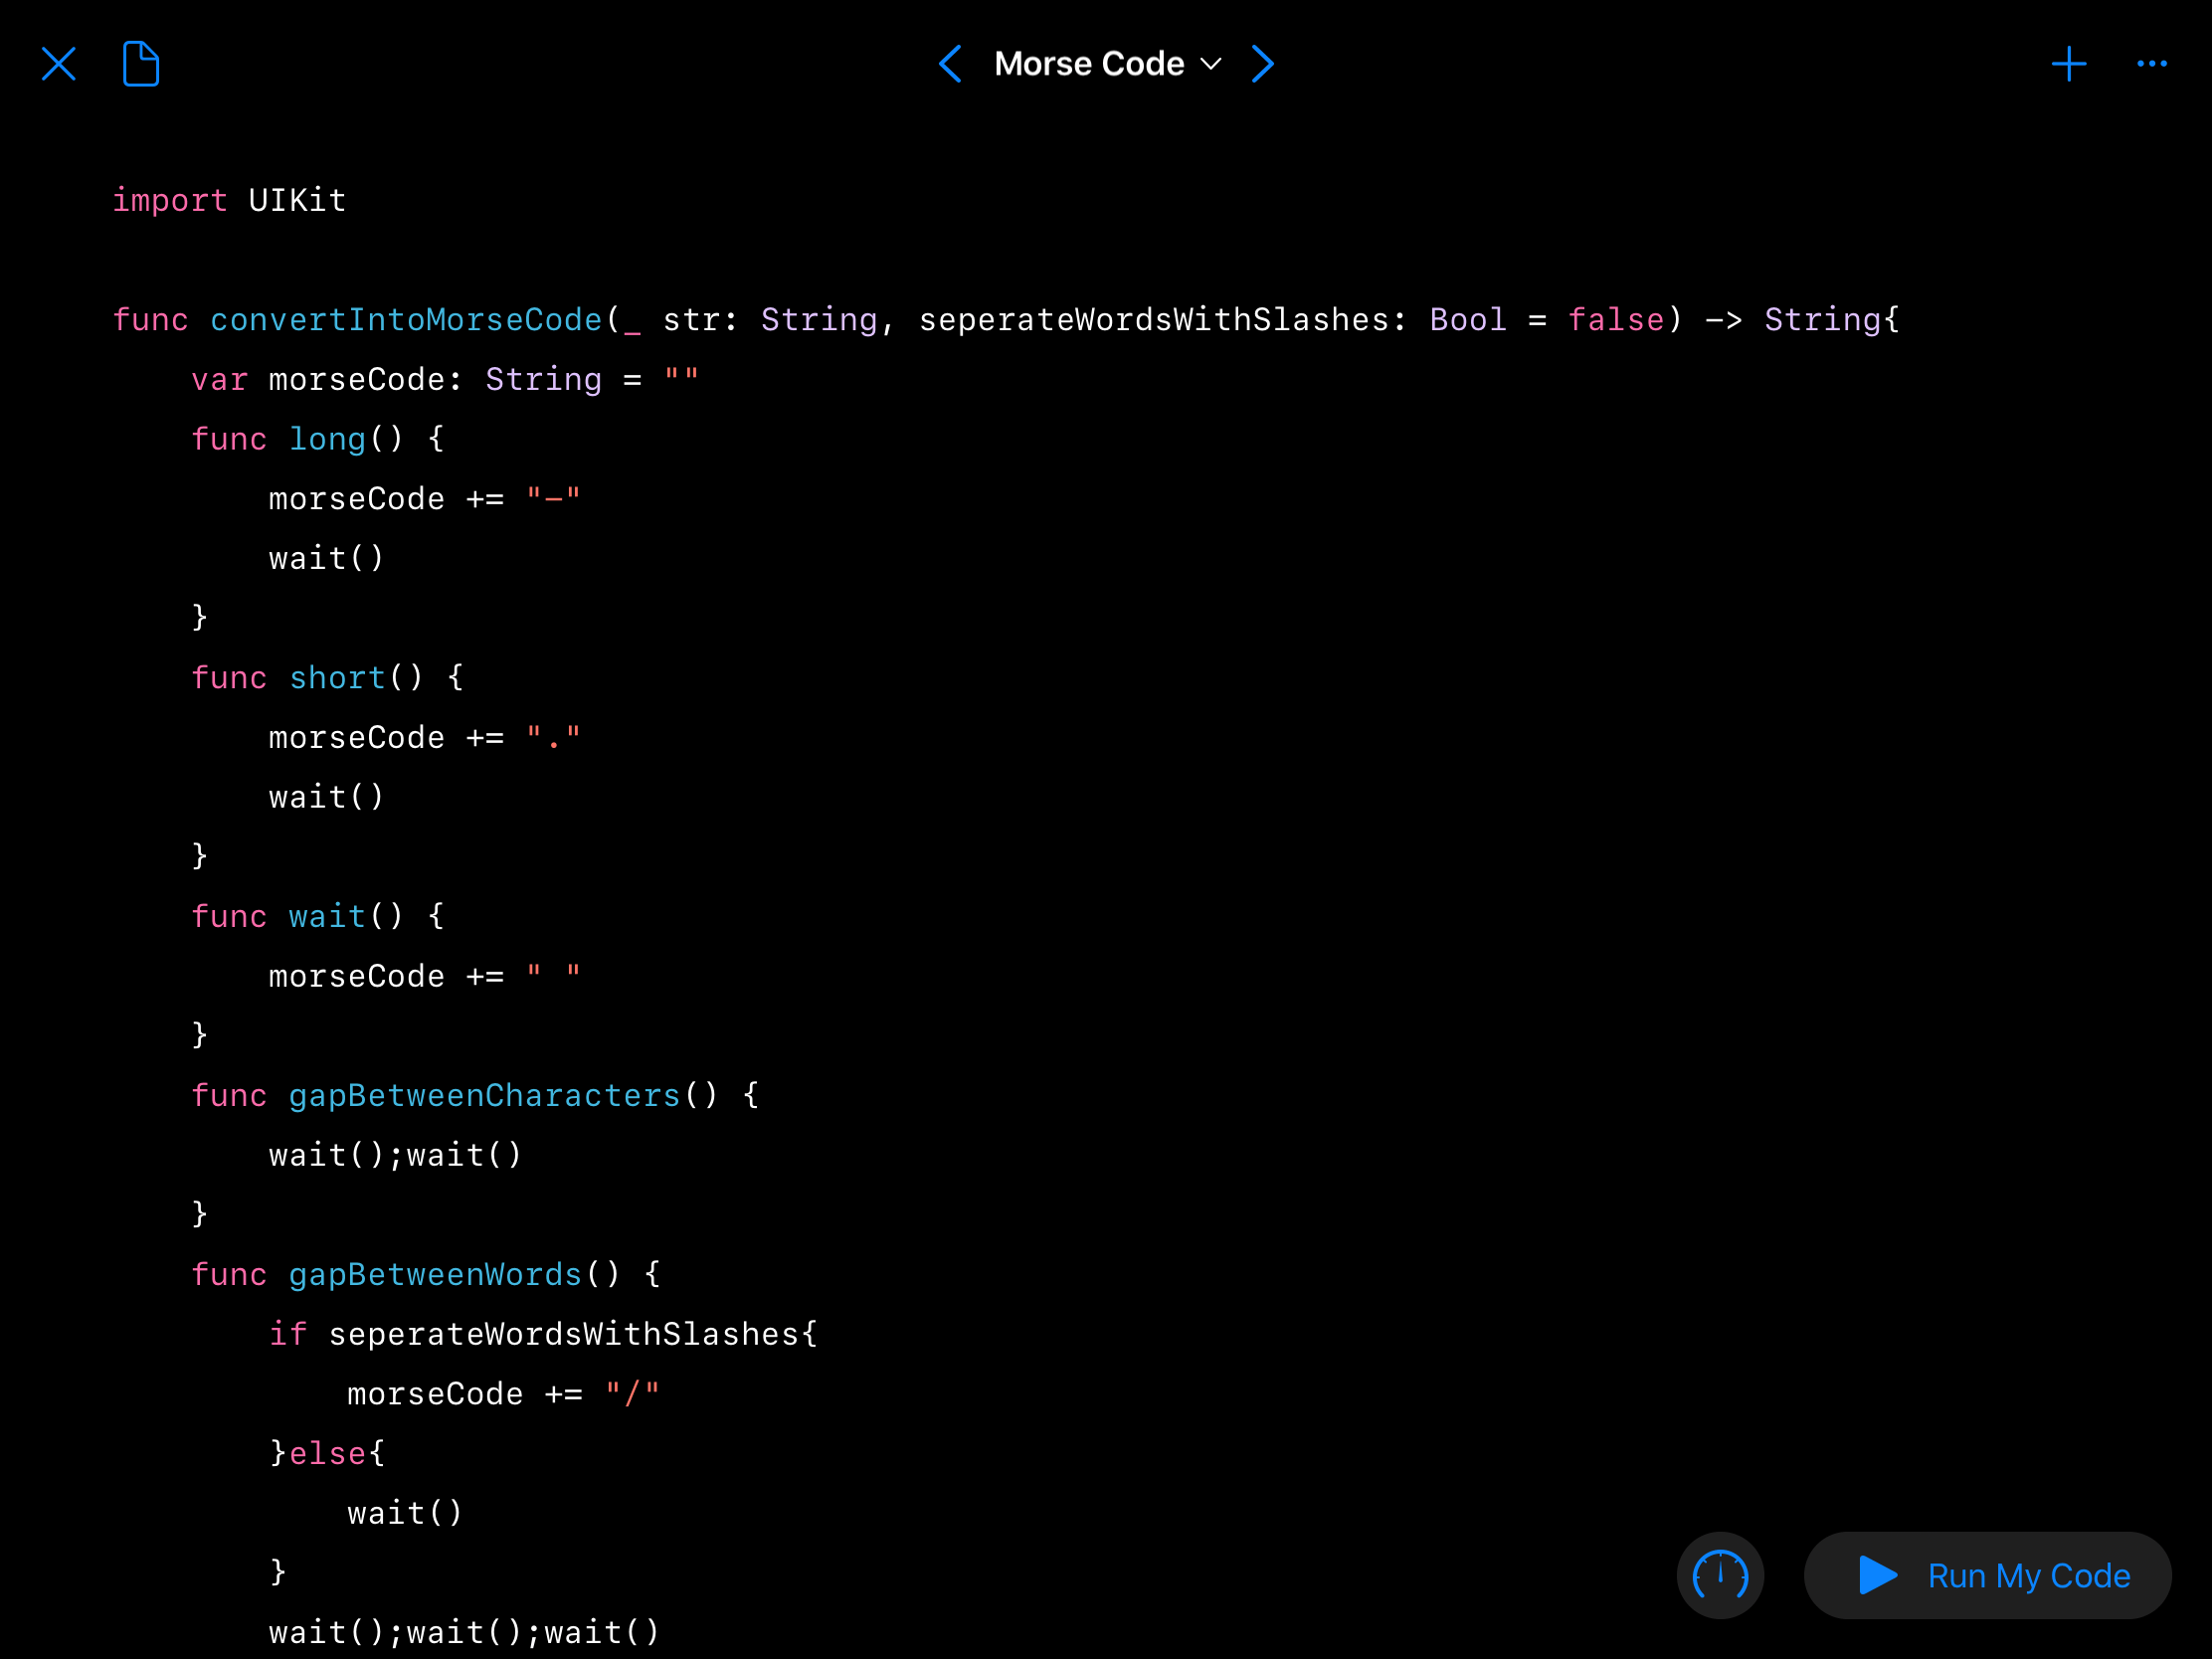 Morse Code
import UIKit
func convertIntoMorseCode(_ str: String, seperateWordsWithSlashes: Bool = false) -> String{
    var morseCode: String = ""
    func long() {
        morseCode += "-"
        wait()
    }
    func short() {
        morseCode += "."
        wait()
    }
    func wait() {
        morseCode += " "
    }
    func gapBetweenCharacters() {
        wait();wait()
    }
    func gapBetweenWords() {
        if seperateWordsWithSlashes{
            morseCode += "/"
        }else{
            wait()
        }
        wait();wait();wait()
Run My Code